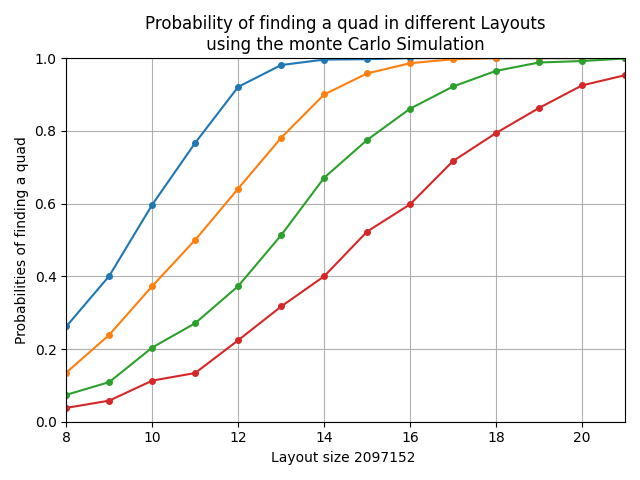 Probability of finding a quad in different Layouts
using the monte Carlo Simulation
1.0
0.8
0.6
0.4
0.2
0.0
Probabilities of finding a quad
8 10 12 14 16 18 20
Layout size 2097152